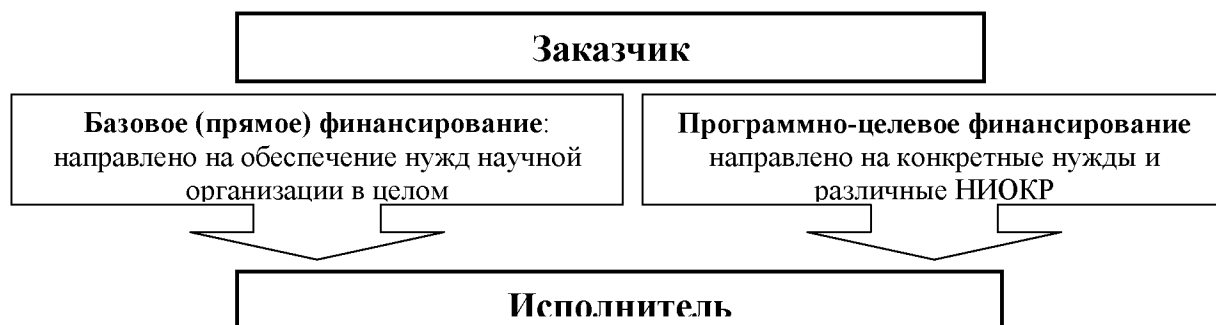 Заказчик
Базовое (прямое) финансирование:
направлено на обеспечение нужд научной
организации в целом
Программно-целевое финансирование
направлено на конкретные нужды и
различные НИОКР
Исполнитель